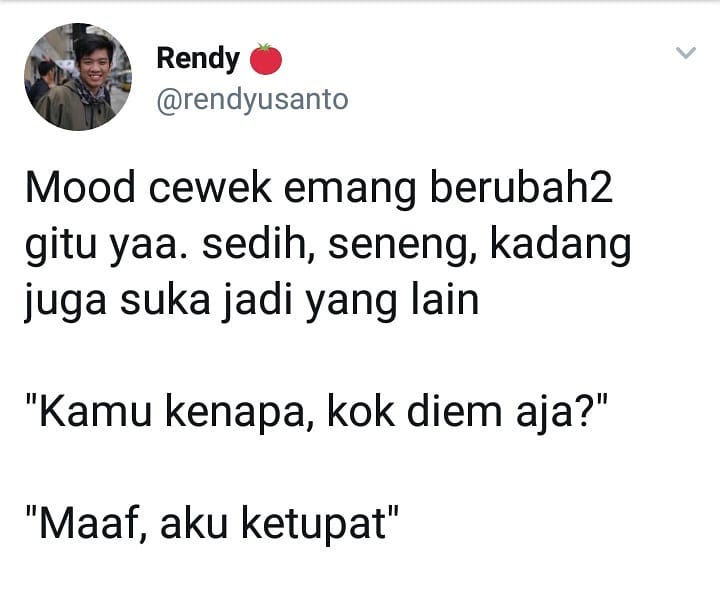 Rendy 🍅
@rendyusanto
Mood cewek emang berubah2
gitu yaa. sedih, seneng, kadang
juga suka jadi yang lain
"Kamu kenapa, kok diem aja?"
"Maaf, aku ketupat"